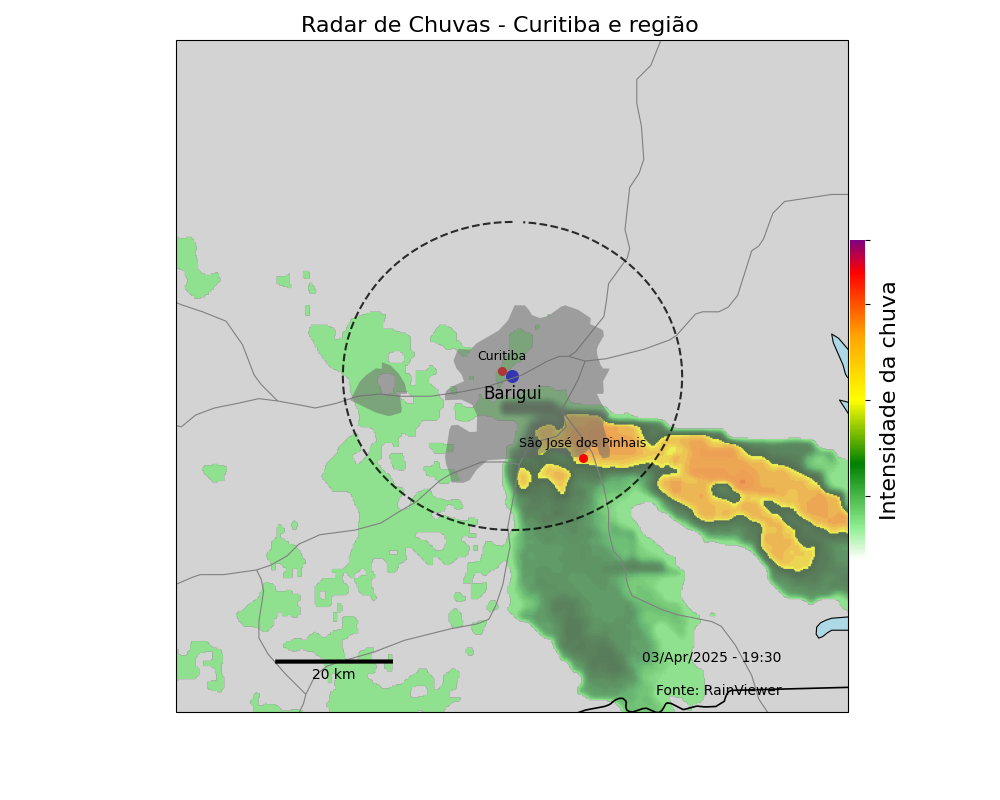 Radar de Chuvas - Curitiba e região
Curitiba
Barigui
São José dos Pinhais
Intensidade da chuva
03/Apr/2025 - 19:30
20 km
Fonte: RainViewer